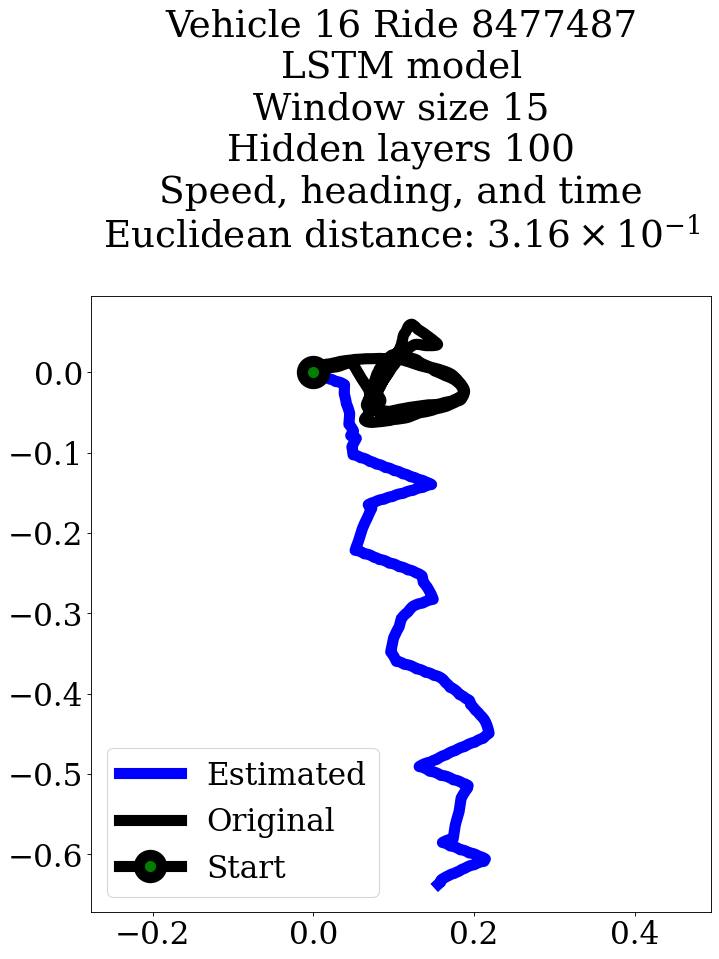 Vehicle 16 Ride 8477487
LSTM model
Window size 15
Hidden layers 100
Speed, heading, and time
Euclidean distance: 3.16 × 10⁻¹
0.0
−0.1
−0.2
−0.3
−0.4
−0.5
−0.6
Estimated
Original
Start
−0.2 0.0 0.2 0.4